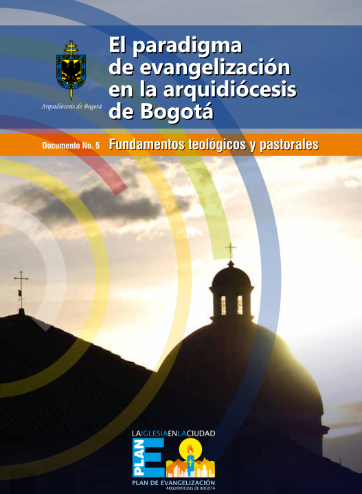 El paradigma
de evangelización
en la arquidiócesis
de Bogotá
Arquidiócesis de Bogotá
Documento No. 5 Fundamentos teológicos y pastorales
LAIGLESIAENLACIUDAD
PLAN E
PLAN DE EVANGELIZACIÓN
ARQUIDIÓCESIS DE BOGOTÁ